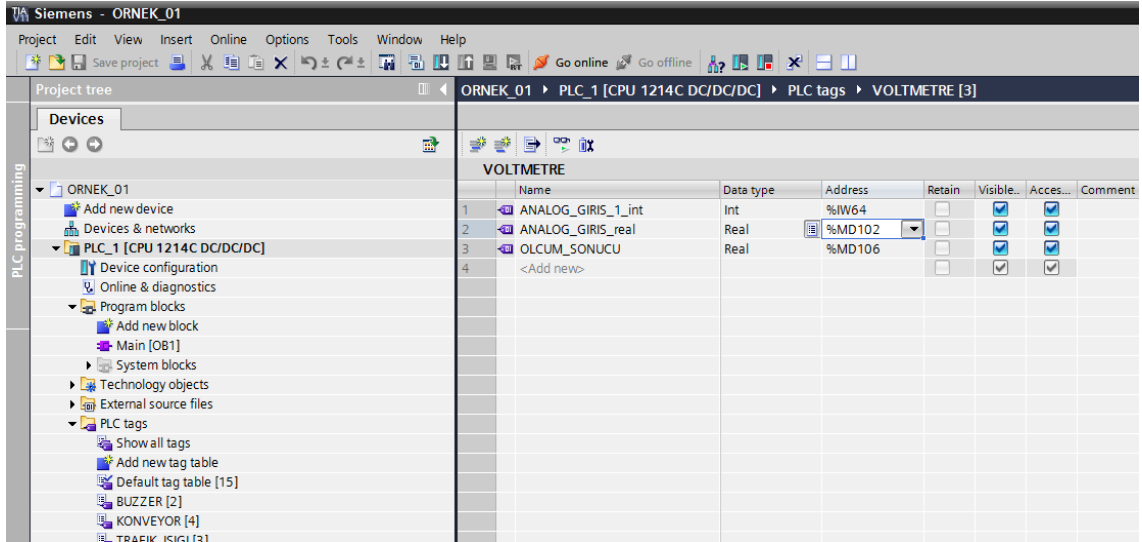 Siemens - ORNEK_01
Project Edit View Insert Online Options Tools Window Help
Save project Go online Go offline
Project tree
ORNEK_01 PLC_1 [CPU 1214C DC/DC/DC] PLC tags VOLTMETRE [3]
Devices
PLC programming
VOLTMETRE
Name Data type Address Retain Visible.. Acces... Comment
1 ANALOG_GIRIS_1_int Int %IW64
2 ANALOG_GIRIS_real Real %MD102
3 OLCUM_SONUCU Real %MD106
4 <Add new>
ORNEK_01
Add new device
Devices & networks
PLC_1 [CPU 1214C DC/DC/DC]
Device configuration
Online & diagnostics
Program blocks
Add new block
Main [OB1]
System blocks
Technology objects
External source files
PLC tags
Show all tags
Add new tag table
Default tag table [15]
BUZZER [2]
KONVEYOR [4]
TRAFIK_ISIGI [3]